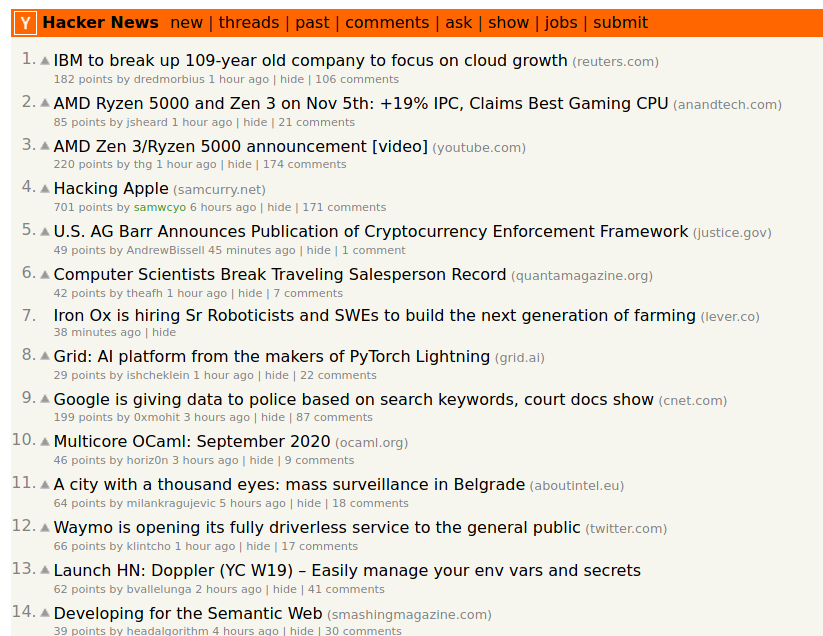 Y Hacker News new | threads | past | comments | ask | show | jobs | submit
1. IBM to break up 109-year old company to focus on cloud growth (reuters.com)
182 points by dredmorbius 1 hour ago | hide | 106 comments
2. AMD Ryzen 5000 and Zen 3 on Nov 5th: +19% IPC, Claims Best Gaming CPU (anandtech.com)
85 points by jsheard 1 hour ago | hide | 21 comments
3. AMD Zen 3/Ryzen 5000 announcement [video] (youtube.com)
220 points by thg 1 hour ago | hide | 174 comments
4. Hacking Apple (samcurry.net)
701 points by samwcyo 6 hours ago | hide | 171 comments
5. U.S. AG Barr Announces Publication of Cryptocurrency Enforcement Framework (justice.gov)
49 points by AndrewBissell 45 minutes ago | hide | 1 comment
6. Computer Scientists Break Traveling Salesperson Record (quantamagazine.org)
42 points by theafh 1 hour ago | hide | 7 comments
7. Iron Ox is hiring Sr Roboticists and SWEs to build the next generation of farming (lever.co)
38 minutes ago | hide
8. Grid: AI platform from the makers of PyTorch Lightning (grid.ai)
29 points by ishcheklein 1 hour ago | hide | 22 comments
9. Google is giving data to police based on search keywords, court docs show (cnet.com)
199 points by 0xmohit 3 hours ago | hide | 87 comments
10. Multicore OCaml: September 2020 (ocaml.org)
46 points by horiz0n 3 hours ago | hide | 9 comments
11. A city with a thousand eyes: mass surveillance in Belgrade (aboutintel.eu)
64 points by milankragujevic 5 hours ago | hide | 18 comments
12. Waymo is opening its fully driverless service to the general public (twitter.com)
66 points by klintcho 1 hour ago | hide | 17 comments
13. Launch HN: Doppler (YC W19) – Easily manage your env vars and secrets
62 points by bvallelunga 2 hours ago | hide | 41 comments
14. Developing for the Semantic Web (smashingmagazine.com)
39 points by headalgorithm 4 hours ago | hide | 30 comments